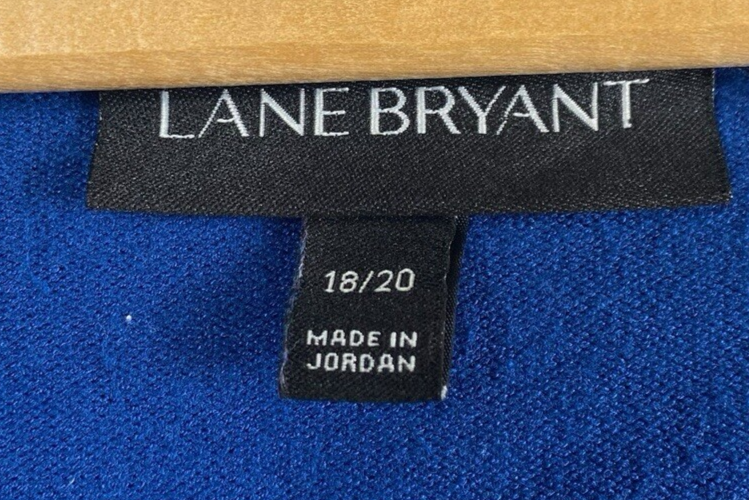 LANE BRYANT
18/20
MADE IN
JORDAN